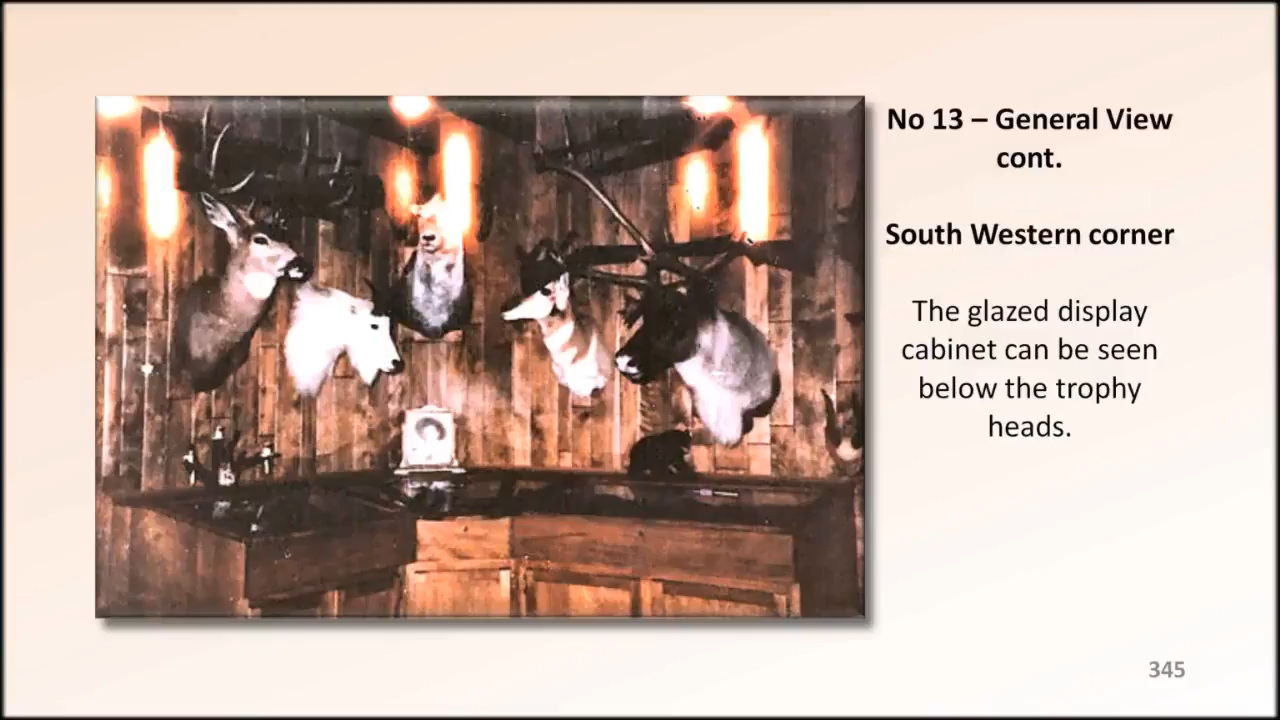 No 13 – General View
cont.
South Western corner
The glazed display
cabinet can be seen
below the trophy
heads.
345